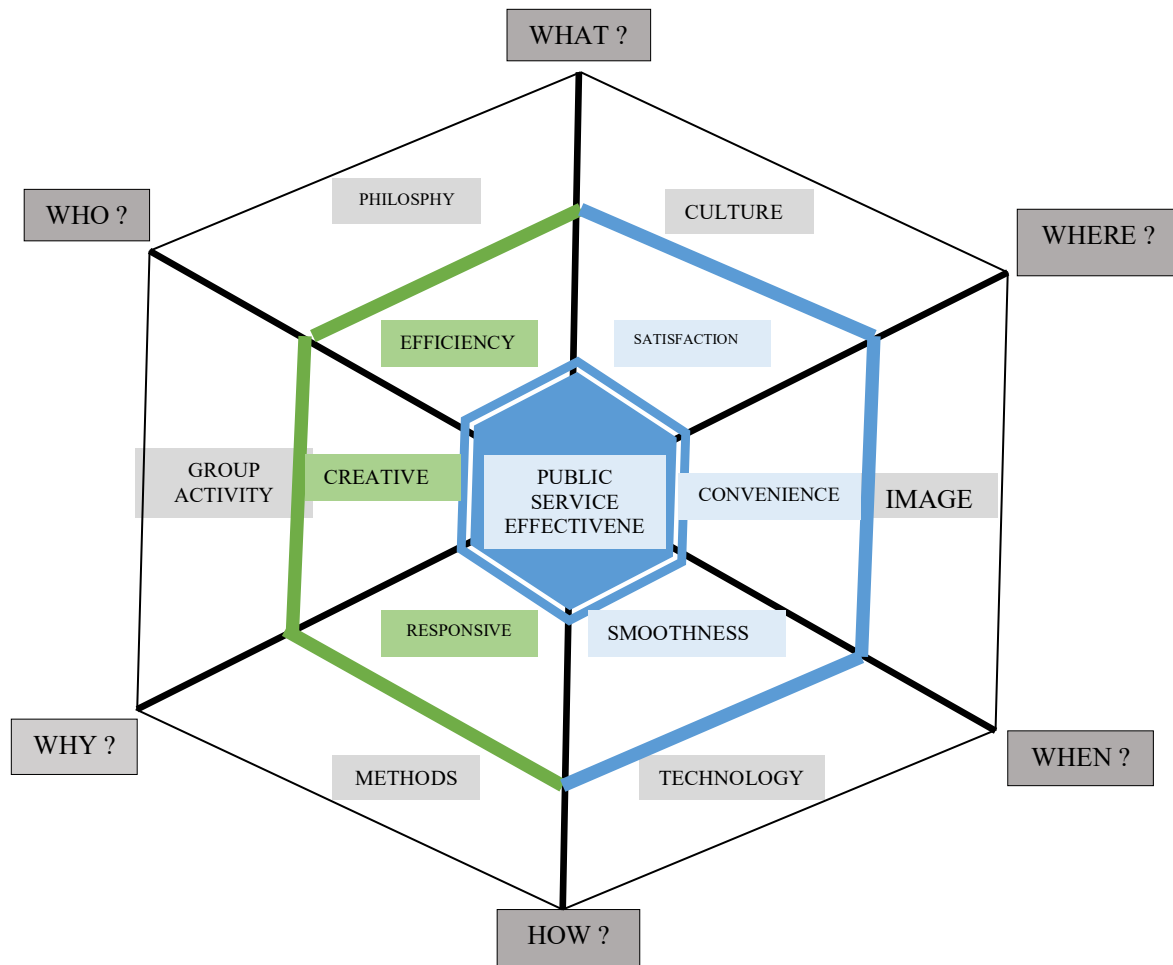 WHAT ?
PHILOSPHY
CULTURE
WHO ?
WHERE ?
EFFICIENCY
SATISFACTION
GROUP
ACTIVITY
CREATIVE
PUBLIC
SERVICE
EFFECTIVENE
CONVENIENCE
IMAGE
RESPONSIVE
SMOOTHNESS
WHY ?
WHEN ?
METHODS
TECHNOLOGY
HOW ?